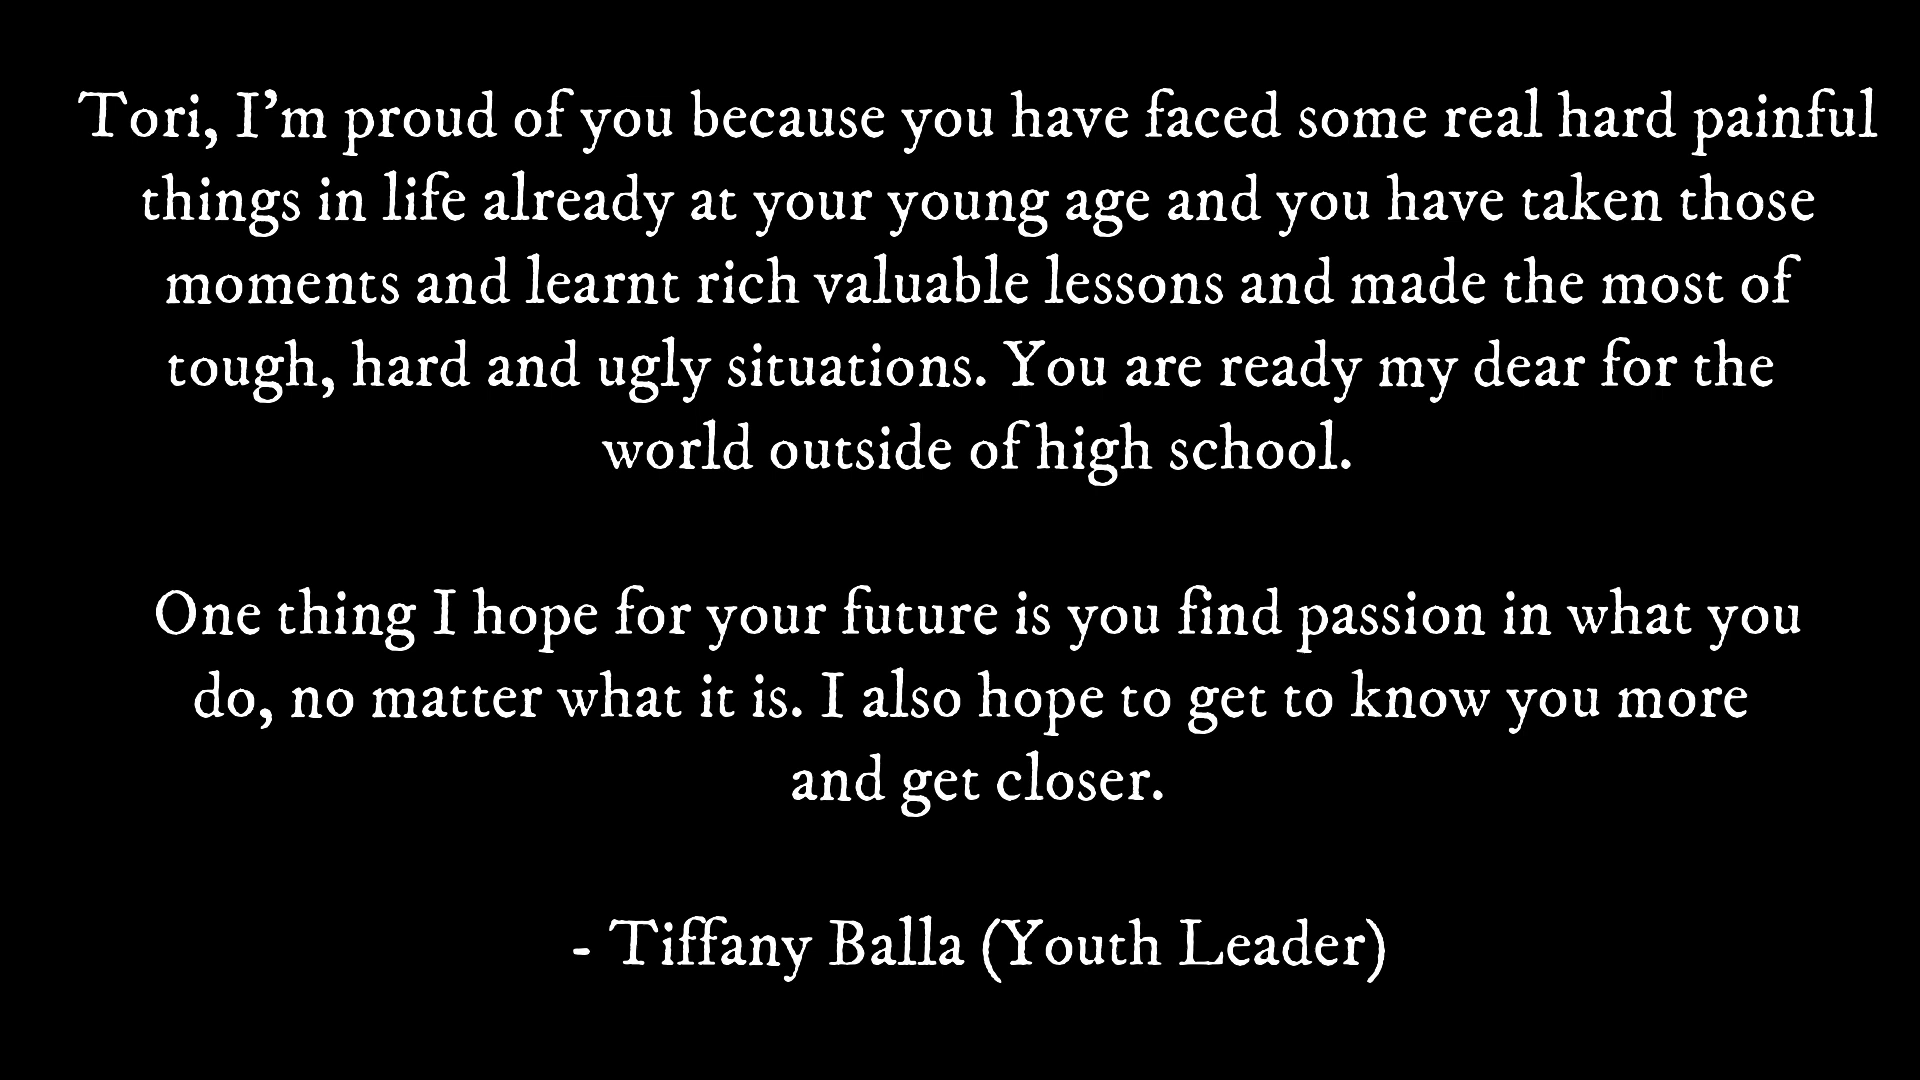 Tori, I'm proud of you because you have faced some real hard painful
things in life already at your young age and you have taken those
moments and learnt rich valuable lessons and made the most of
tough, hard and ugly situations. You are ready my dear for the
world outside of high school.
One thing I hope for your future is you find passion in what you
do, no matter what it is. I also hope to get to know you more
and get closer.
- Tiffany Balla (Youth Leader)